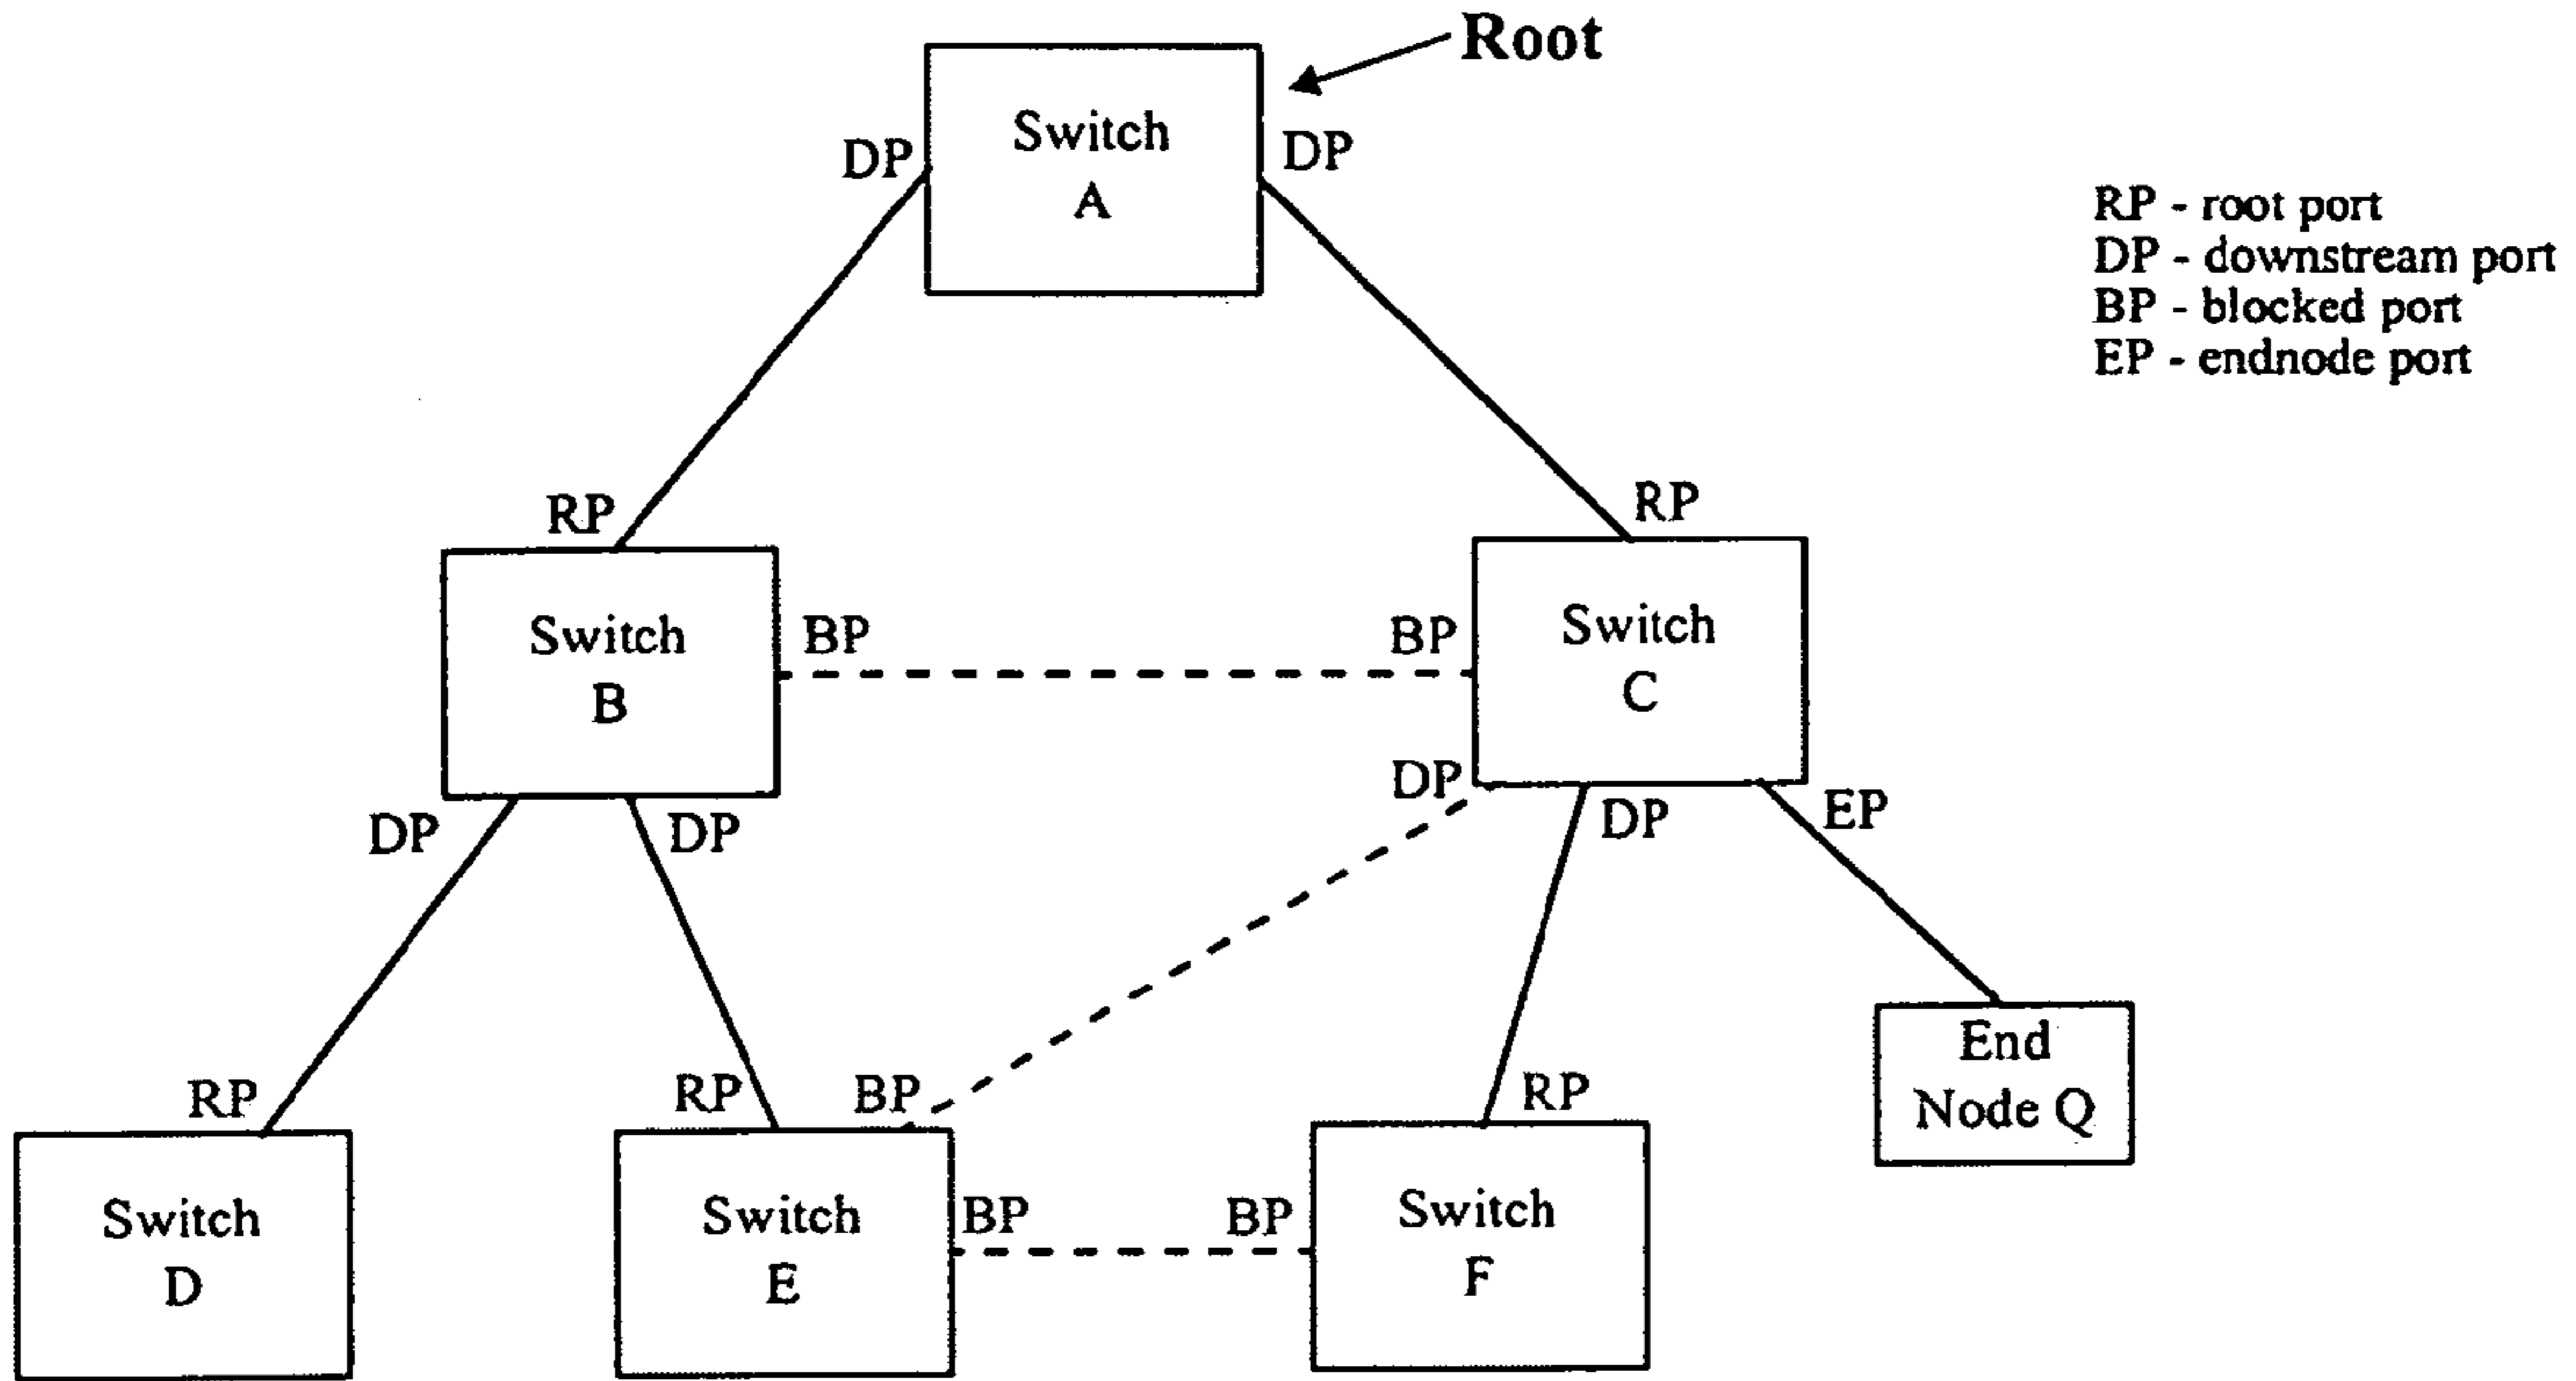 Root
Switch
A
DP
DP
RP - root port
DP - downstream port
BP - blocked port
EP - endnode port
RP
RP
Switch
B
BP
BP
Switch
C
DP
DP
DP
DP
EP
RP
RP
BP
RP
End
Node Q
Switch
D
Switch
E
BP
BP
Switch
F